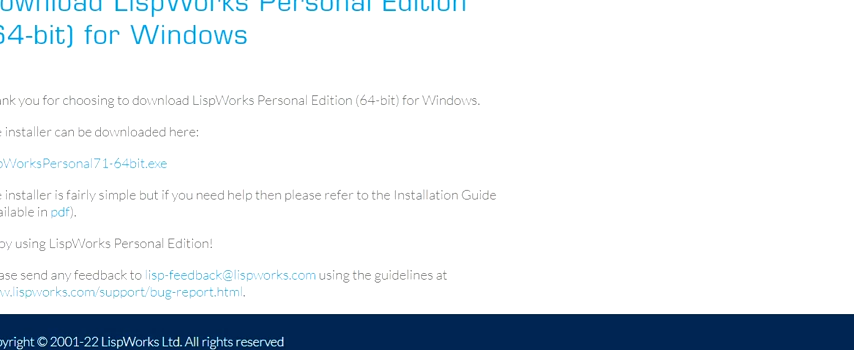 ownload LispWorks Personal Edition
64-bit) for Windows
ank you for choosing to download LispWorks Personal Edition (64-bit) for Windows.
e installer can be downloaded here:
pWorksPersonal71-64bit.exe
e installer is fairly simple but if you need help then please refer to the Installation Guide
ailable in pdf).
oy using LispWorks Personal Edition!
ase send any feedback to lisp-feedback@lispworks.com using the guidelines at
w.lispworks.com/support/bug-report.html.
pyright © 2001-22 LispWorks Ltd. All rights reserved